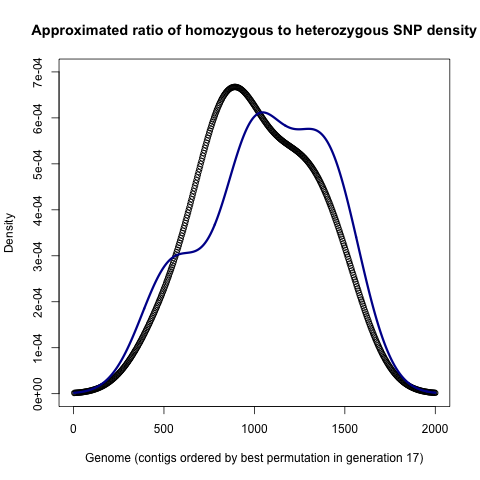 Approximated ratio of homozygous to heterozygous SNP density
7e-04
6e-04
5e-04
4e-04
3e-04
2e-04
1e-04
0e+00
Density
0 500 1000 1500 2000
Genome (contigs ordered by best permutation in generation 17)